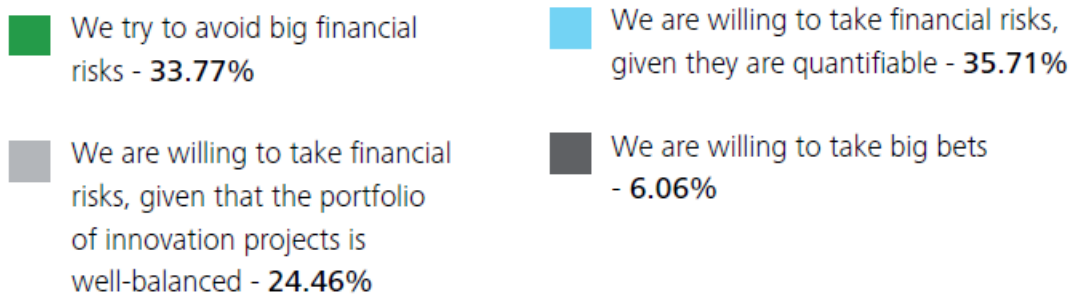 We try to avoid big financial
risks - 33.77%
We are willing to take financial risks,
given they are quantifiable - 35.71%
We are willing to take financial
risks, given that the portfolio
of innovation projects is
well-balanced - 24.46%
We are willing to take big bets
- 6.06%